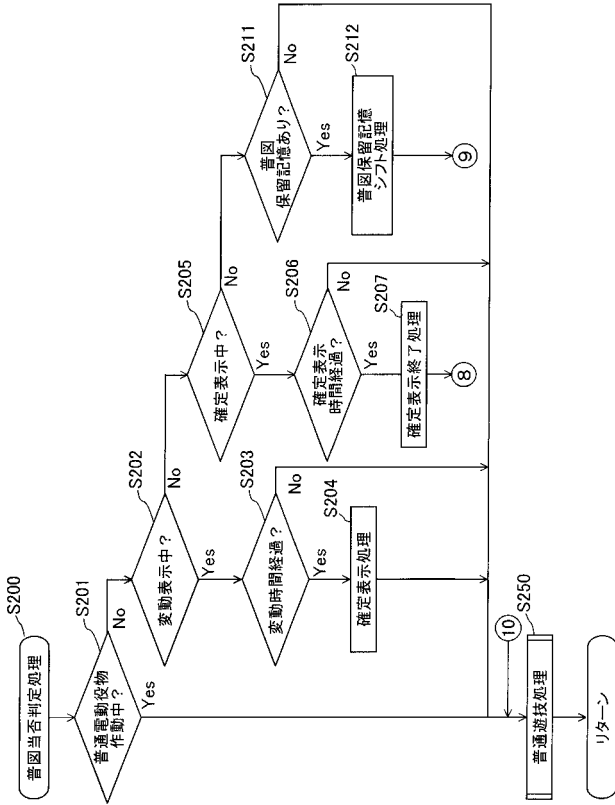 S200
普図当否判定処理
S201
普通電動役物
作動中?
No
Yes
S202
変動表示中?
No
Yes
S203
変動時間経過?
No
Yes
S204
確定表示処理
S205
確定表示中?
No
Yes
S206
確定表示
時間経過?
No
Yes
S207
確定表示終了処理
⑧
S211
普図
保留記憶あり?
No
Yes
S212
普図保留記憶
シフト処理
⑨
⑩
S250
普通遊技処理
リターン